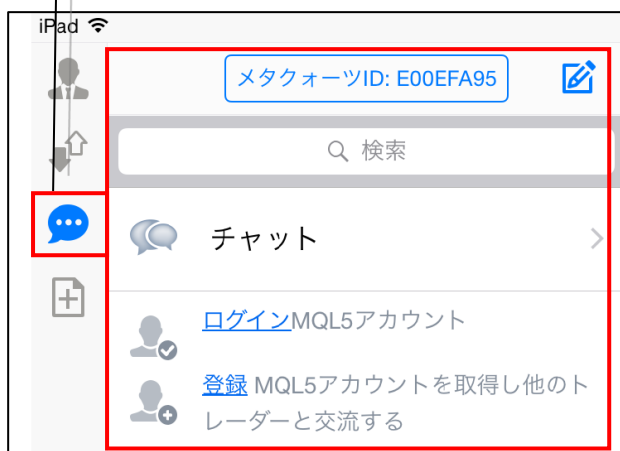 iPad
メタクォーツID: E00EFA95
検索
チャット
ログインMQL5アカウント
登録 MQL5アカウントを取得し他のト
レーダーと交流する